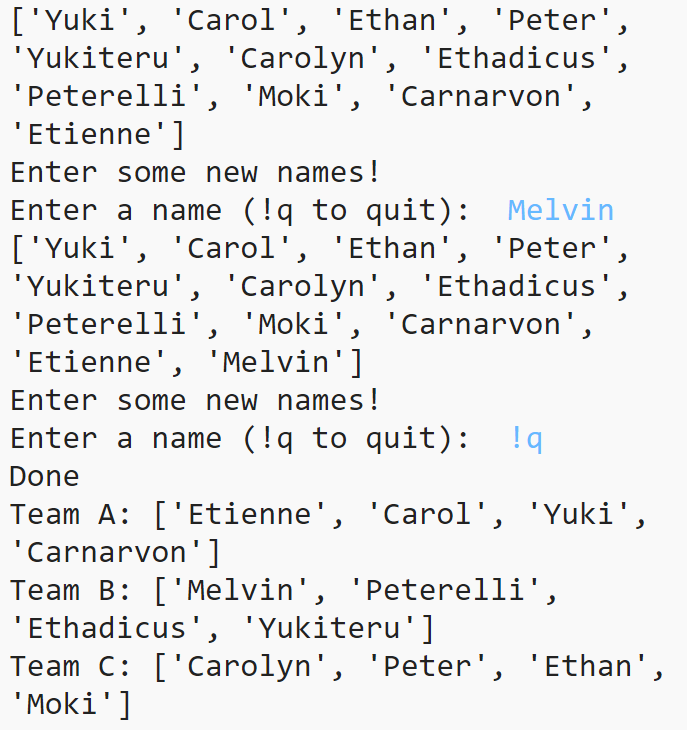 ['Yuki', 'Carol', 'Ethan', 'Peter',
'Yukiteru', 'Carolyn', 'Ethadicus',
'Peterelli', 'Moki', 'Carnarvon',
'Etienne']
Enter some new names!
Enter a name (!q to quit):  Melvin
['Yuki', 'Carol', 'Ethan', 'Peter',
'Yukiteru', 'Carolyn', 'Ethadicus',
'Peterelli', 'Moki', 'Carnarvon',
'Etienne', 'Melvin']
Enter some new names!
Enter a name (!q to quit):  !q
Done
Team A: ['Etienne', 'Carol', 'Yuki',
'Carnarvon']
Team B: ['Melvin', 'Peterelli',
'Ethadicus', 'Yukiteru']
Team C: ['Carolyn', 'Peter', 'Ethan',
'Moki']